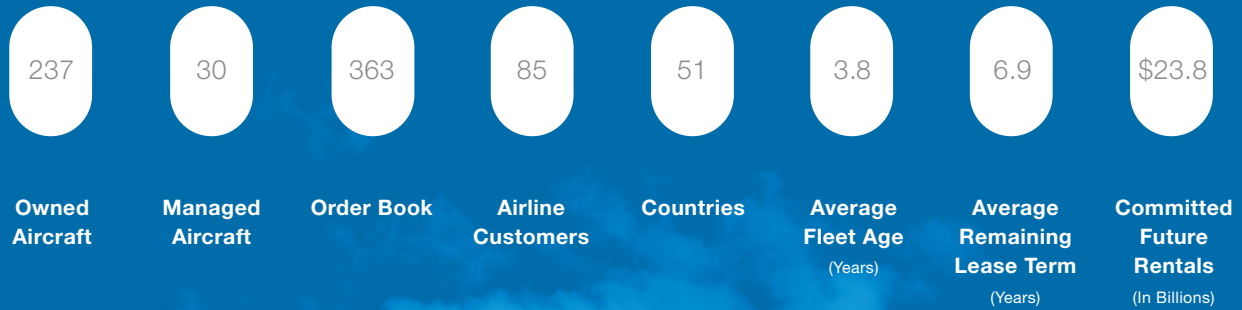 237 30 363 85 51 3.8 6.9 $23.8
Owned Managed Order Book Airline Countries Average Average Committed
Aircraft Aircraft Customers Fleet Age Remaining Future
(Years) Lease Term Rentals
(Years) (In Billions)